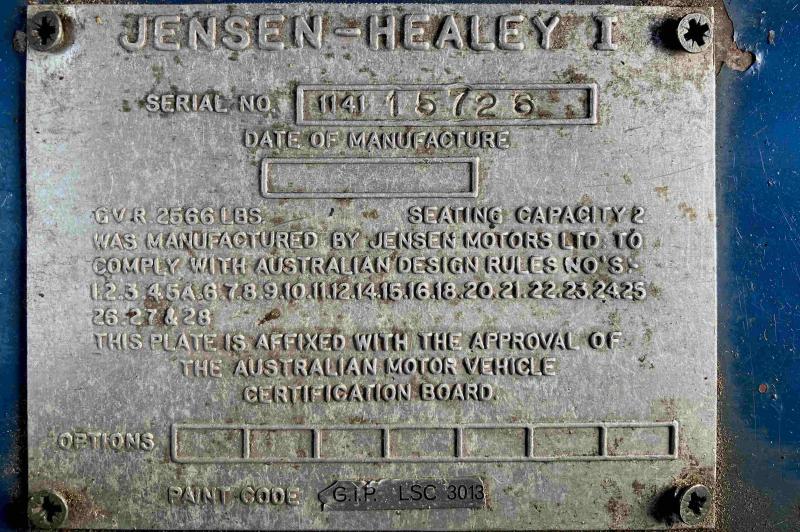 JENSEN-HEALEY I
SERIAL NO. 1141 15726
DATE OF MANUFACTURE
G.V.R. 2566 LBS. SEATING CAPACITY 2
WAS MANUFACTURED BY JENSEN MOTORS LTD. TO
COMPLY WITH AUSTRALIAN DESIGN RULES NO'S:-
1.2.3.4.5A.6.7.8.9.10.11.12.14.15.16.18.20.21.22.23.24.25
26.27 & 28
THIS PLATE IS AFFIXED WITH THE APPROVAL OF
THE AUSTRALIAN MOTOR VEHICLE
CERTIFICATION BOARD.
OPTIONS
PAINT CODE G.I.P. LSC 3013